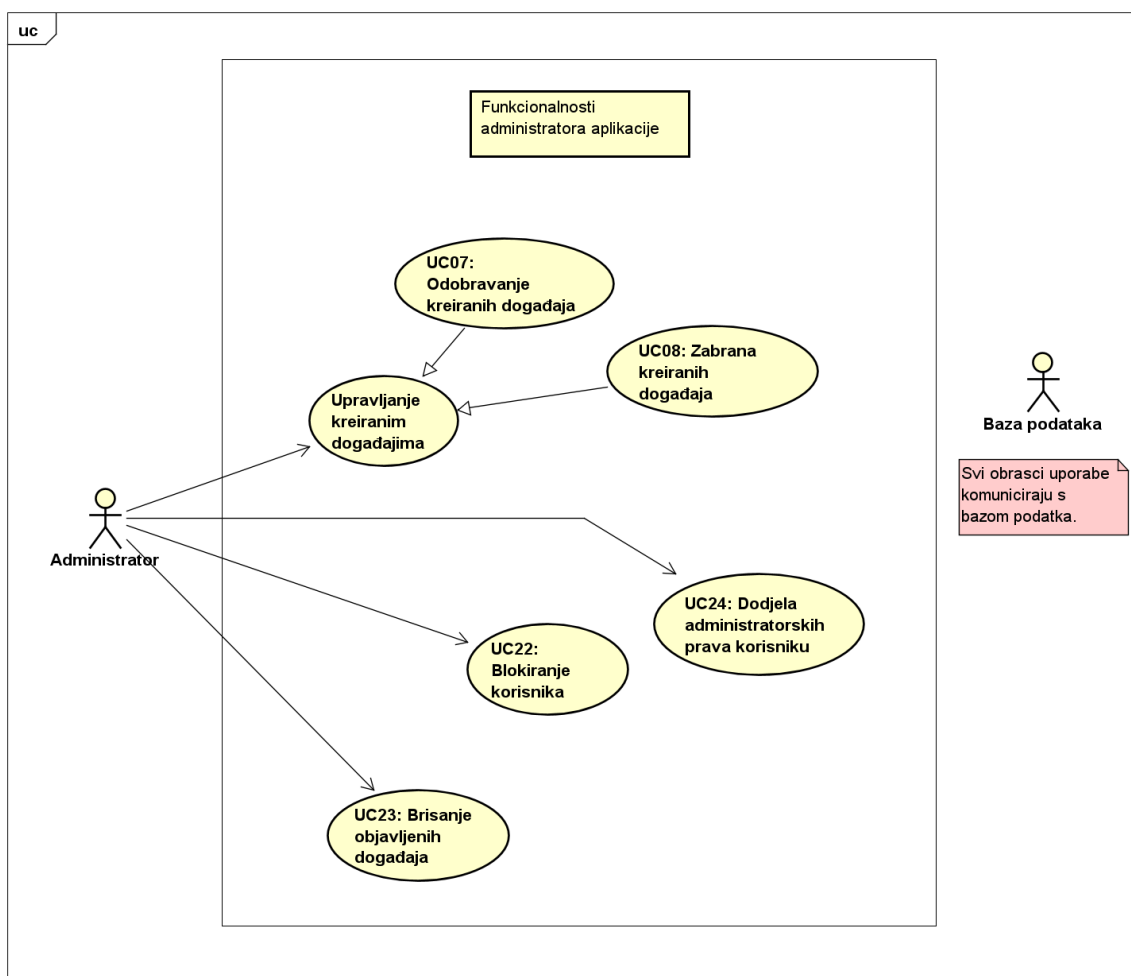 uc
Funkcionalnosti
administratora aplikacije
UC07:
Odobravanje
kreiranih događaja
UC08: Zabrana
kreiranih
događaja
Upravljanje
kreiranim
događajima
Baza podataka
Svi obrasci uporabe
komuniciraju s
bazom podatka.
Administrator
UC24: Dodjela
administratorskih
prava korisniku
UC22:
Blokiranje
korisnika
UC23: Brisanje
objavljenih
događaja